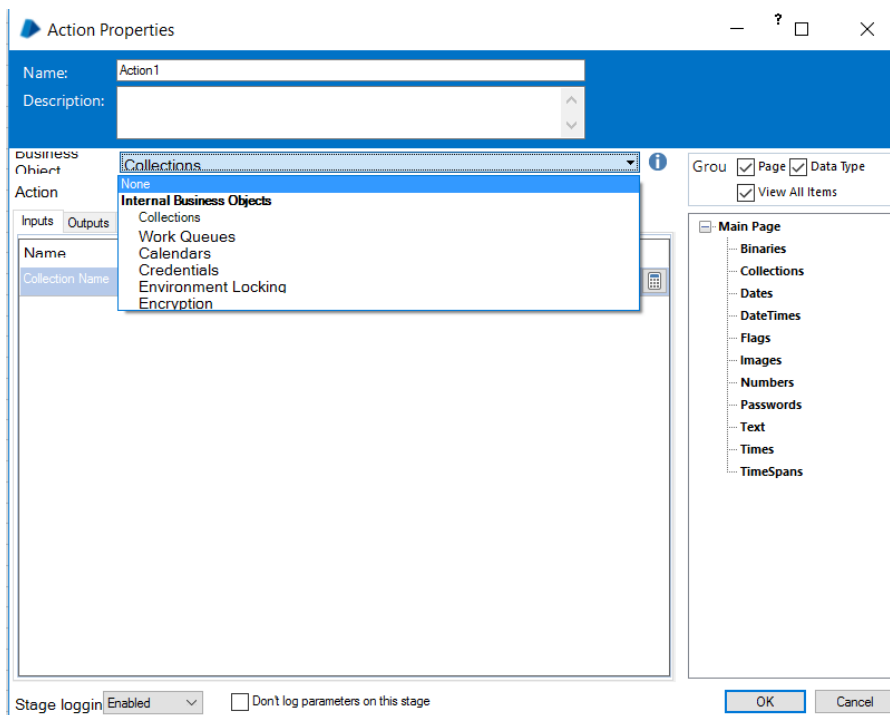 Action Properties
?
Name:
Action1
Description:
Business
Object
Collections
Action
None
Internal Business Objects
Collections
Work Queues
Calendars
Credentials
Environment Locking
Encryption
Inputs Outputs
Name
Collection Name
Grou Page Data Type
View All Items
Main Page
Binaries
Collections
Dates
DateTimes
Flags
Images
Numbers
Passwords
Text
Times
TimeSpans
Stage loggin Enabled Don't log parameters on this stage
OK Cancel